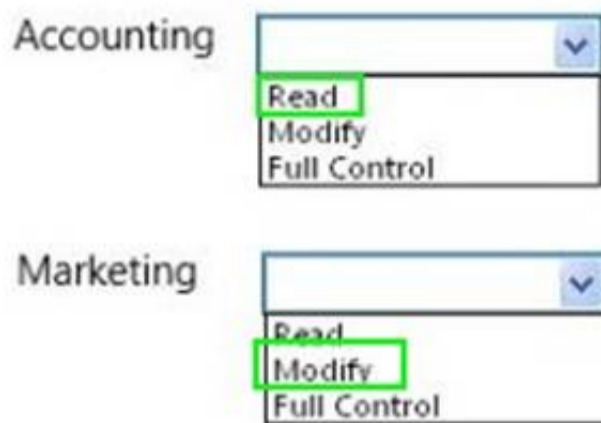 Accounting
Read
Modify
Full Control
Marketing
Read
Modify
Full Control